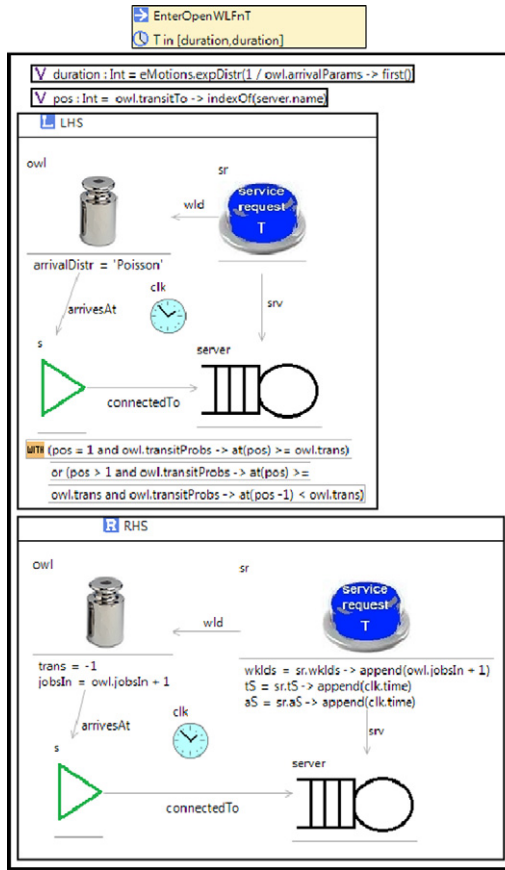 EnterOpenWLFnT
T in [duration,duration]
V duration : Int = eMotions.expDistr(1 / owl.arrivalParams -> first()
V pos : Int = owl.transitTo -> indexOf(server.name)
L LHS
owl
sr
service
request
T
wld
arrivalDistr = 'Poisson'
clk
srv
arrivesAt
s
server
connectedTo
WITH (pos = 1 and owl.transitProbs -> at(pos) >= owl.trans)
or (pos > 1 and owl.transitProbs -> at(pos) >=
owl.trans and owl.transitProbs -> at(pos -1) < owl.trans)
R RHS
owl
sr
service
request
T
wld
trans = -1
jobsIn = owl.jobsIn + 1
wkIds = sr.wkIds -> append(owl.jobsIn + 1)
tS = sr.tS -> append(clk.time)
aS = sr.aS -> append(clk.time)
arrivesAt
clk
srv
s
server
connectedTo